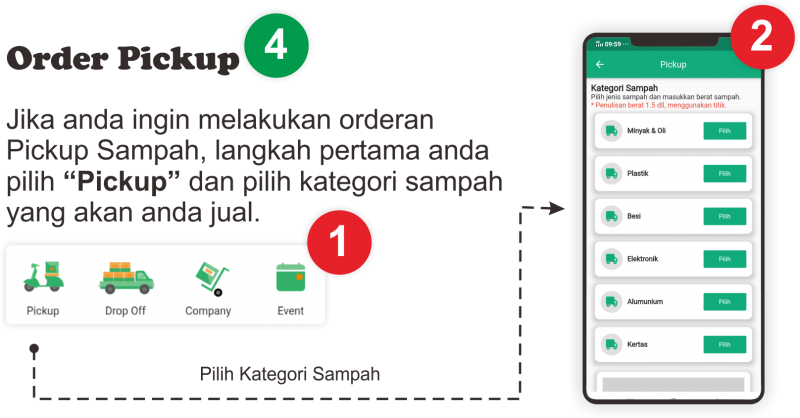 Order Pickup
4
Jika anda ingin melakukan orderan
Pickup Sampah, langkah pertama anda
pilih “Pickup” dan pilih kategori sampah
yang akan anda jual.
1
Pickup
Drop Off
Company
Event
Pilih Kategori Sampah
2
09:59
Pickup
Kategori Sampah
Pilih jenis sampah dan masukkan berat sampah.
* Penulisan berat 1.5 dll, menggunakan titik.
Minyak & Oli
Pilih
Plastik
Pilih
Besi
Pilih
Elektronik
Pilih
Alumunium
Pilih
Kertas
Pilih